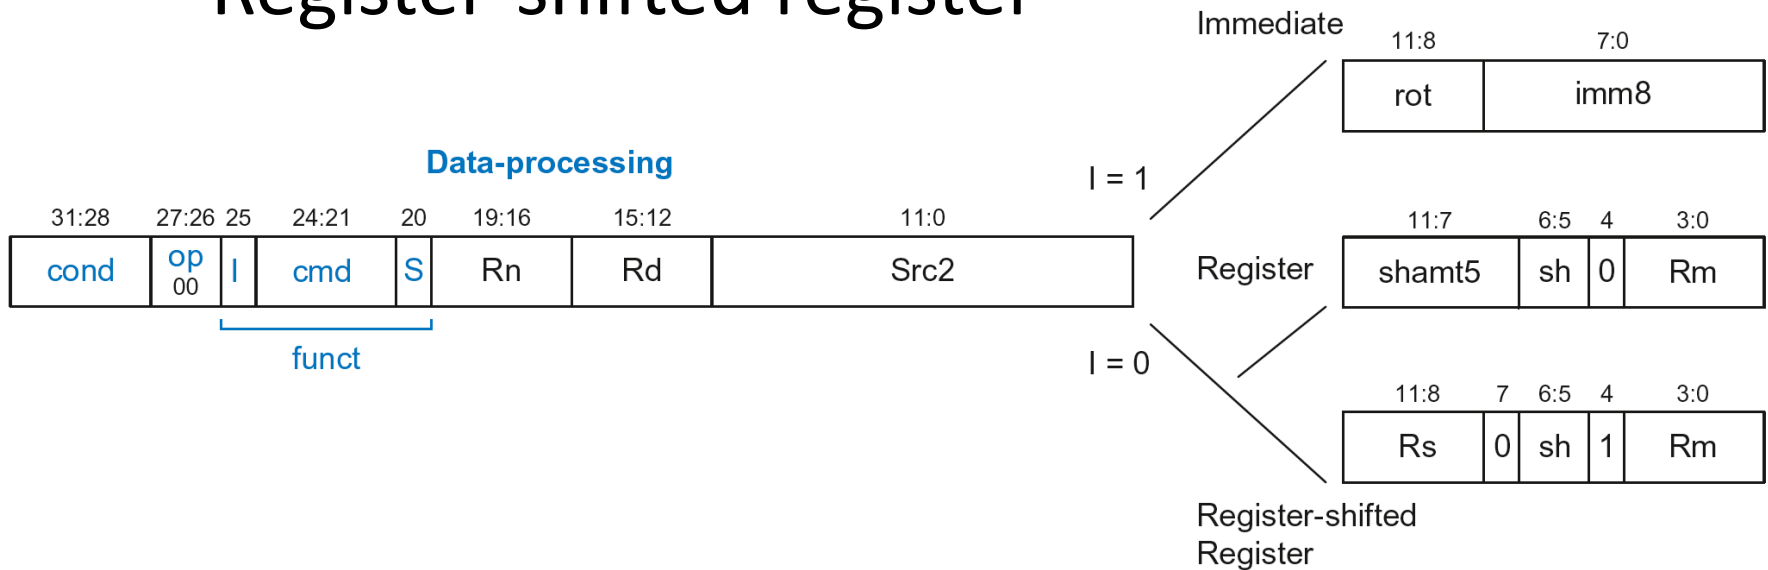 Register-shifted register
Immediate
11:8 7:0
rot imm8
Data-processing
I = 1
31:28 27:26 25 24:21 20 19:16 15:12 11:0
cond op 00 I cmd S Rn Rd Src2
funct
I = 0
Register
11:7 6:5 4 3:0
shamt5 sh 0 Rm
11:8 7 6:5 4 3:0
Rs 0 sh 1 Rm
Register-shifted
Register